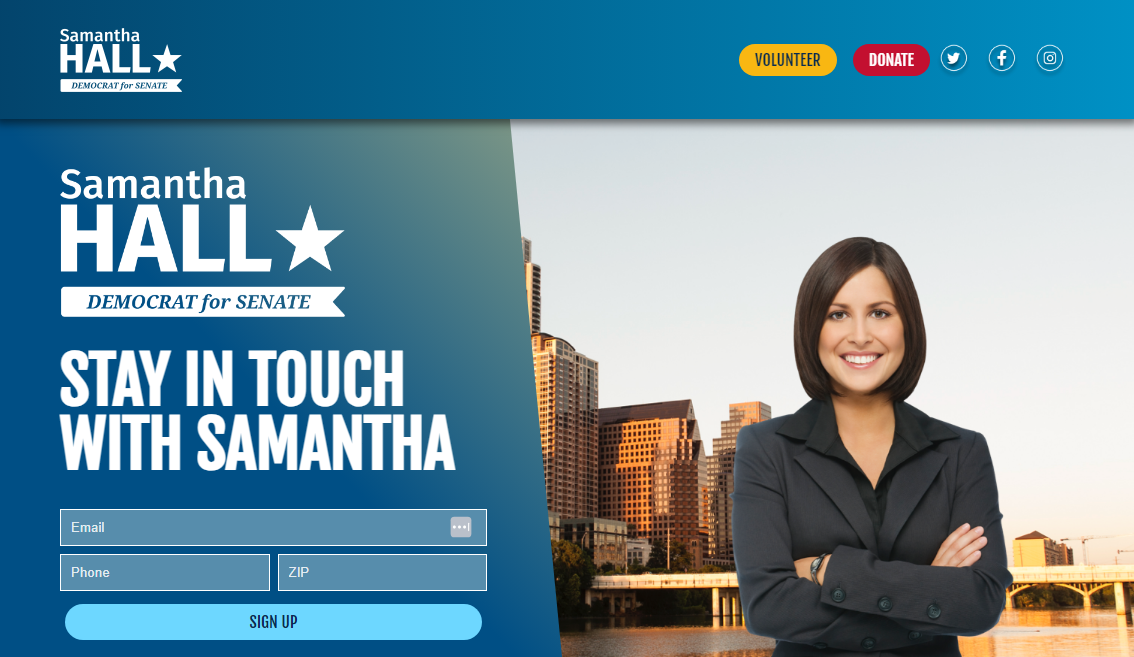 Samantha
HALL
DEMOCRAT for SENATE
VOLUNTEER
DONATE
Samantha
HALL
DEMOCRAT for SENATE
STAY IN TOUCH
WITH SAMANTHA
Email
Phone
ZIP
SIGN UP